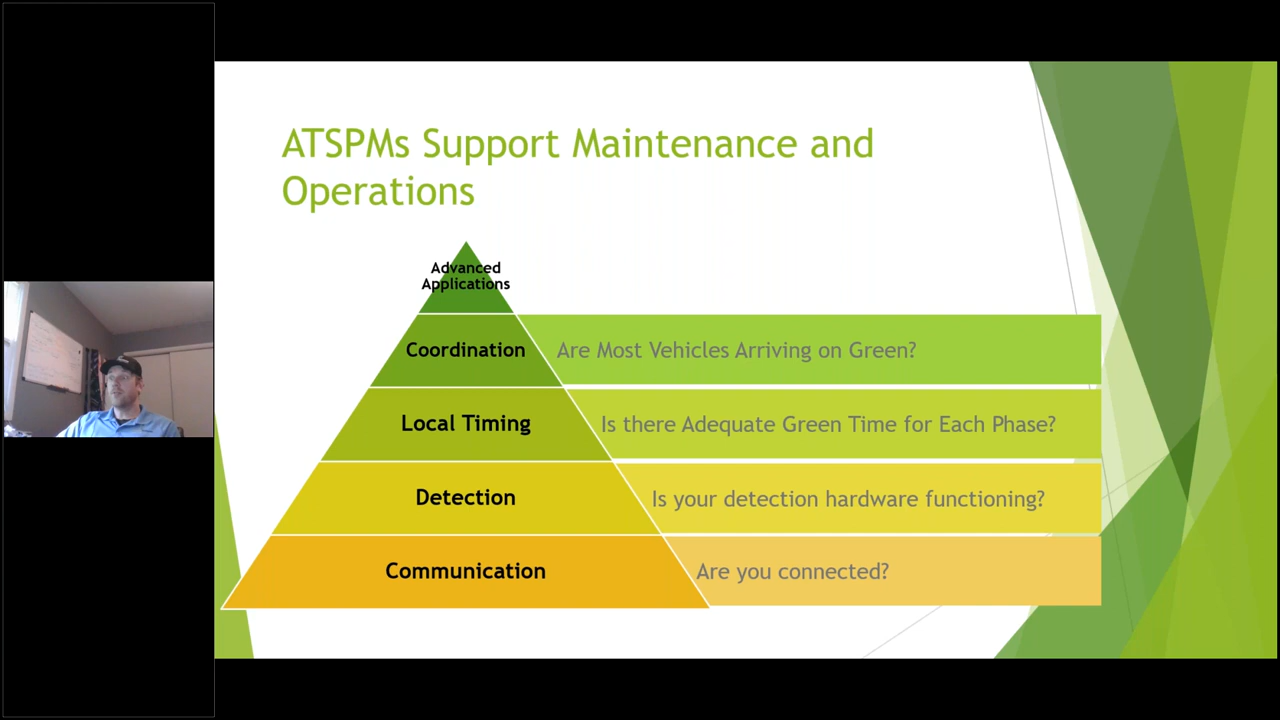 ATSPMs Support Maintenance and
Operations
Advanced
Applications
Coordination
Are Most Vehicles Arriving on Green?
Local Timing
Is there Adequate Green Time for Each Phase?
Detection
Is your detection hardware functioning?
Communication
Are you connected?